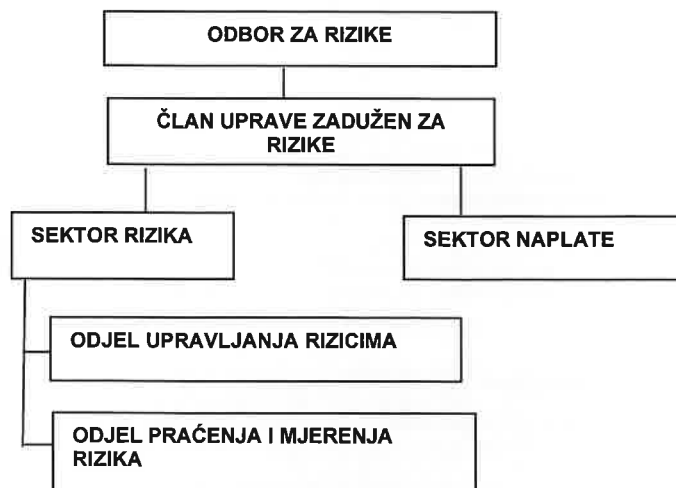 ODBOR ZA RIZIKE
ČLAN UPRAVE ZADUŽEN ZA
RIZIKE
SEKTOR RIZIKA
SEKTOR NAPLATE
ODJEL UPRAVLJANJA RIZICIMA
ODJEL PRAĆENJA I MJERENJA
RIZIKA